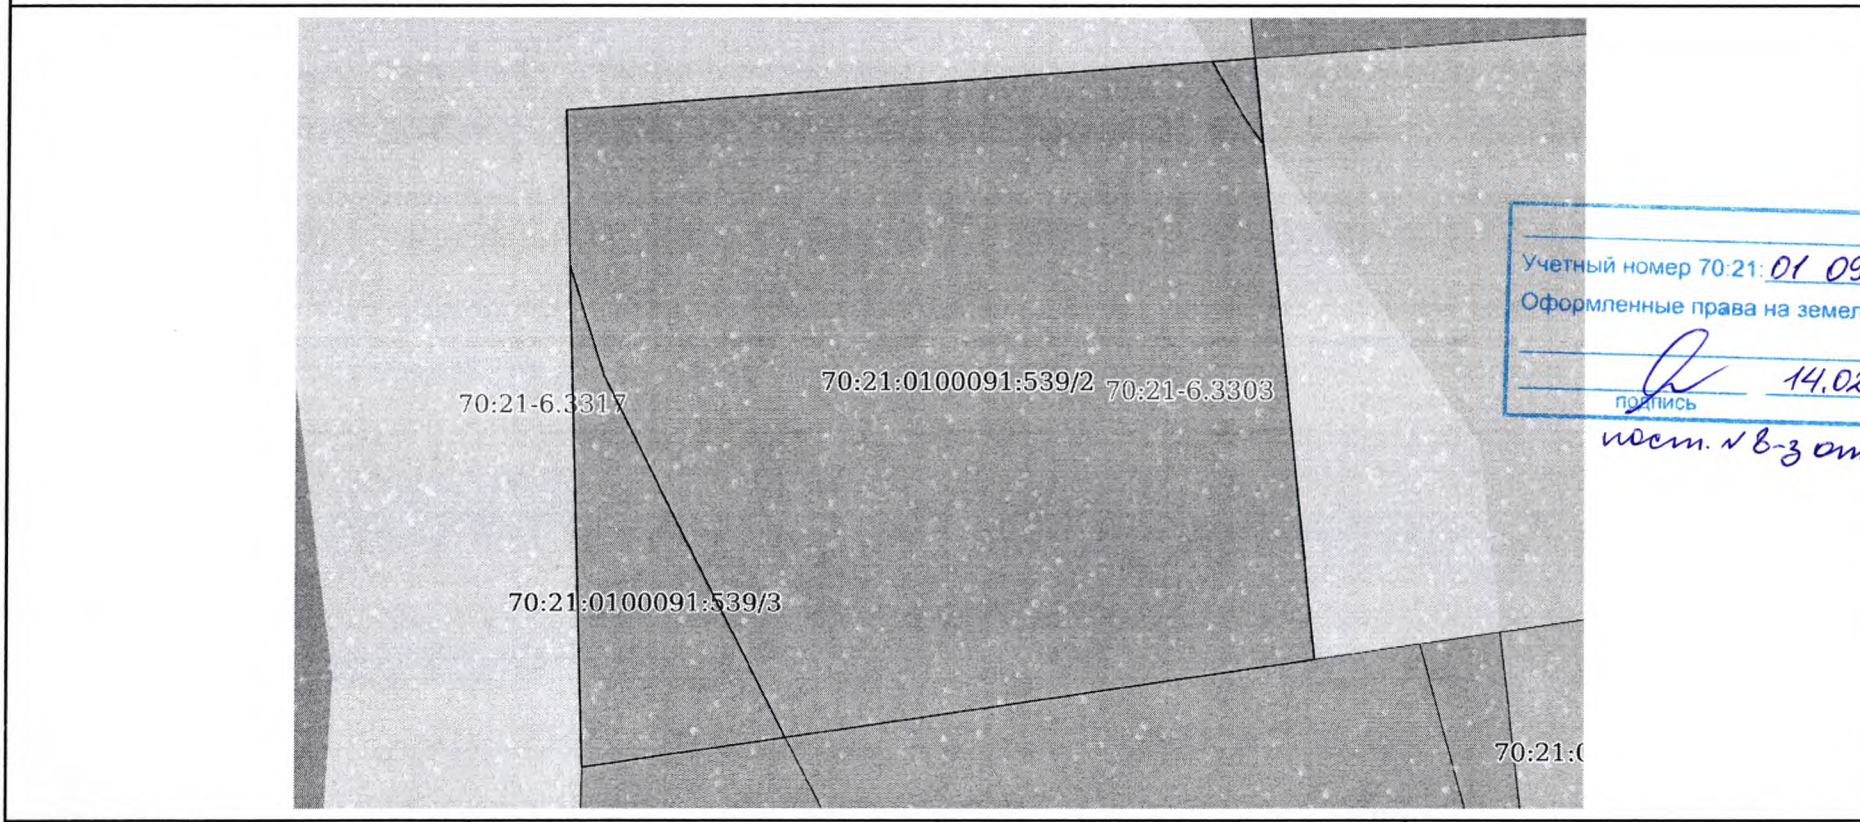 Учетный номер 70:21: 01 09
Оформленные права на земел
70:21:0100091:539/2 70:21-6.3303
14.02
70:21-6.3317
подпись
пост. № 8-з от
70:21:0100091:539/3
70:21:0